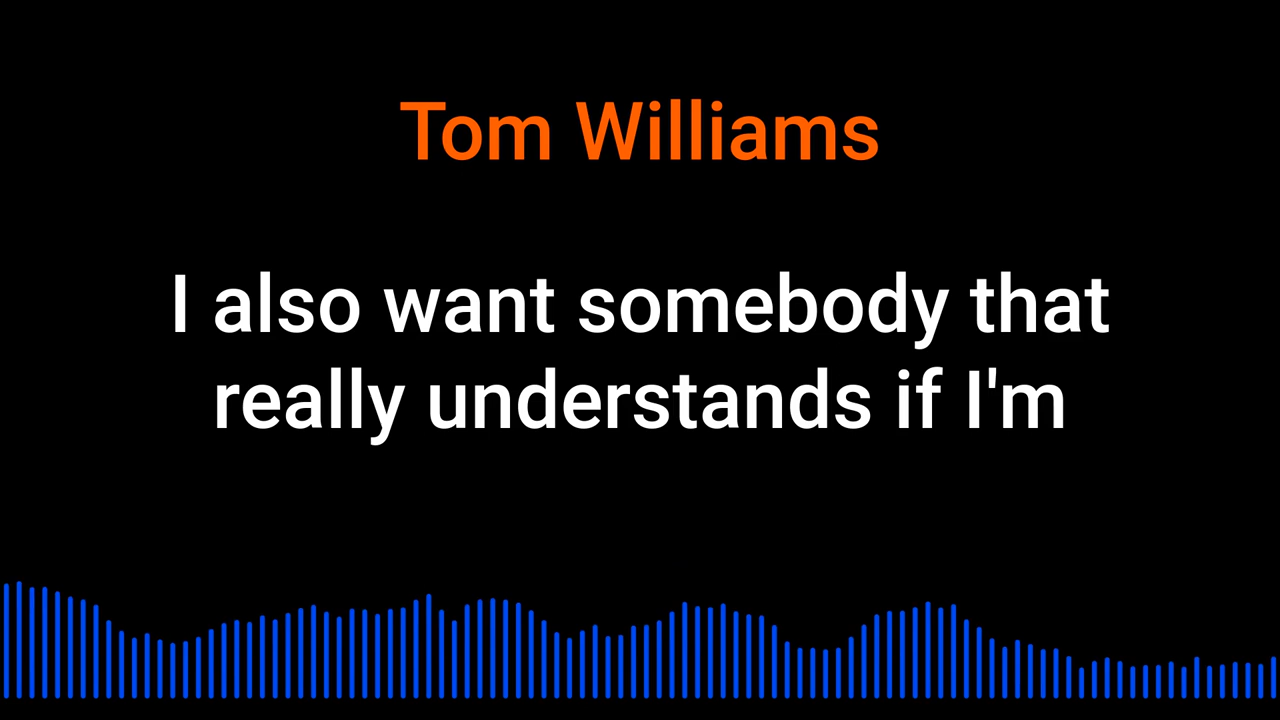 Tom Williams
I also want somebody that
really understands if I'm